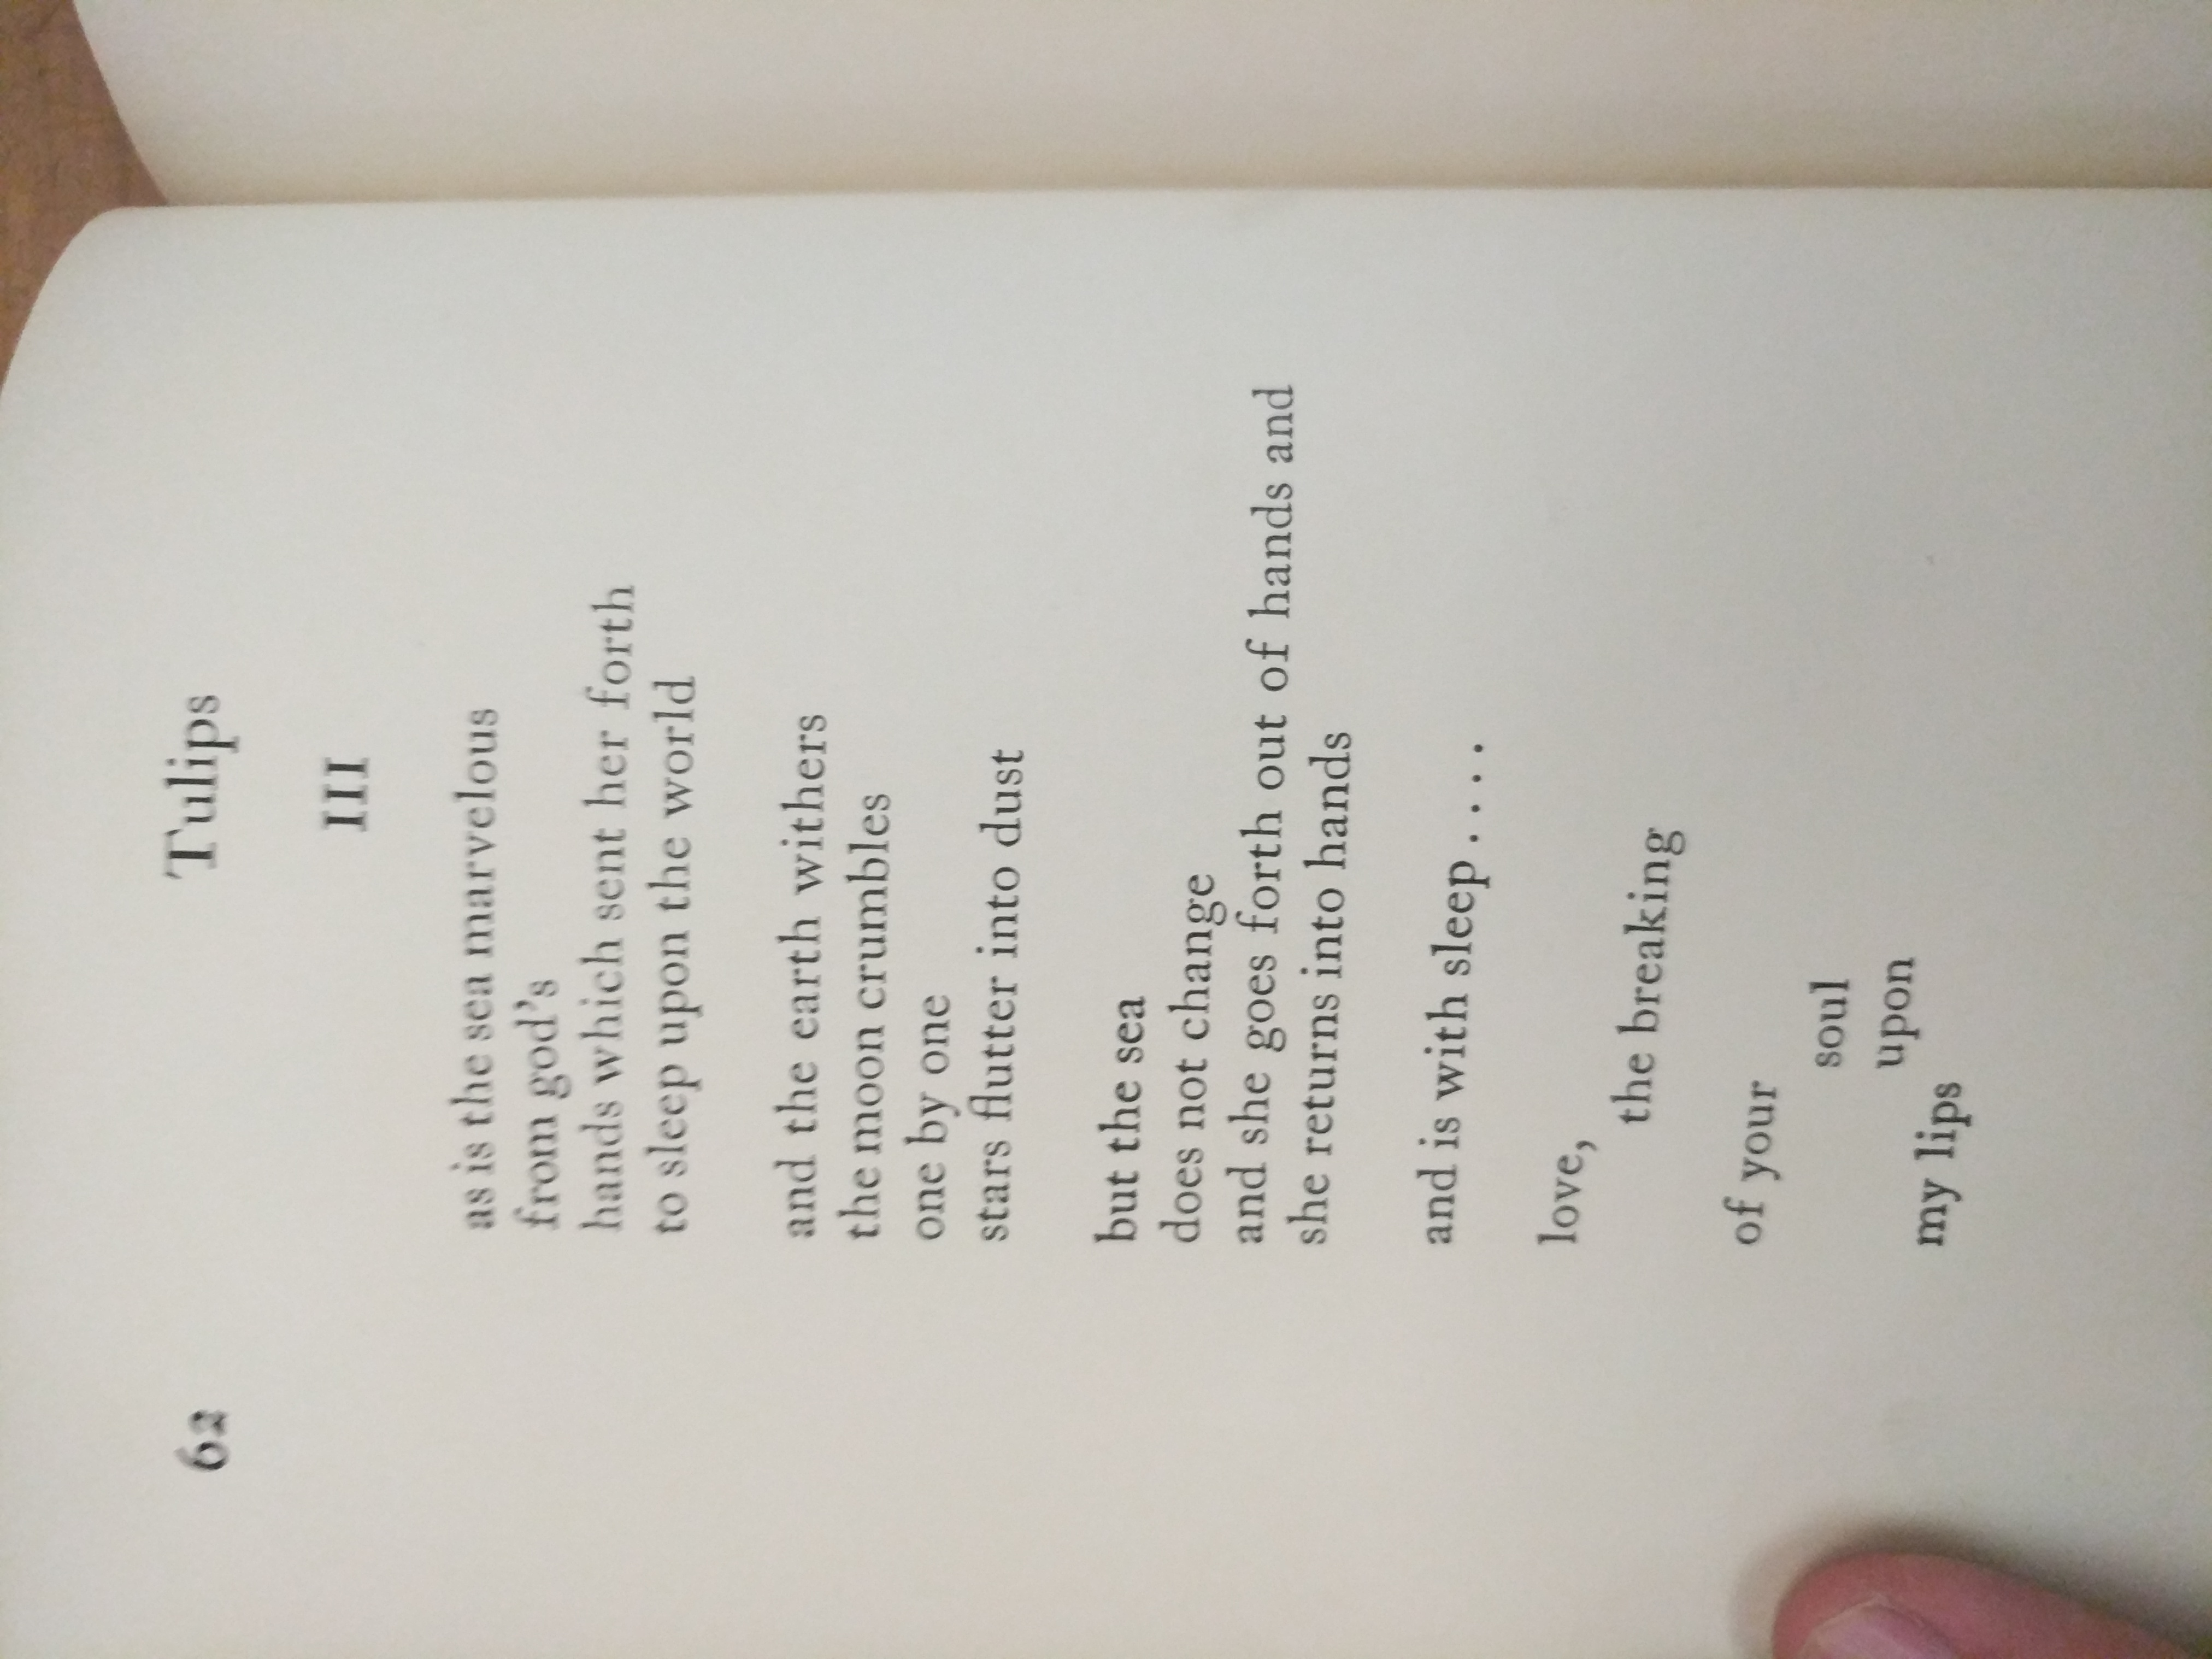 62
Tulips
III
as is the sea marvelous
from god's
hands which sent her forth
to sleep upon the world
and the earth withers
the moon crumbles
one by one
stars flutter into dust
but the sea
does not change
and she goes forth out of hands and
she returns into hands
and is with sleep . . . .
love,
the breaking
of your
soul
upon
my lips